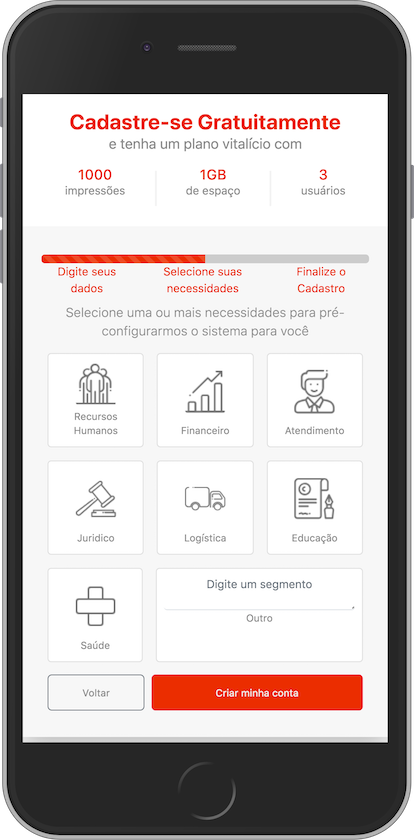 Cadastre-se Gratuitamente
e tenha um plano vitalício com
1000
impressões
1GB
de espaço
3
usuários
Digite seus
dados
Selecione suas
necessidades
Finalize o
Cadastro
Selecione uma ou mais necessidades para pré-
configurarmos o sistema para você
Recursos
Humanos
Financeiro
Atendimento
Juridico
Logística
Educação
Saúde
Digite um segmento
Outro
Voltar
Criar minha conta